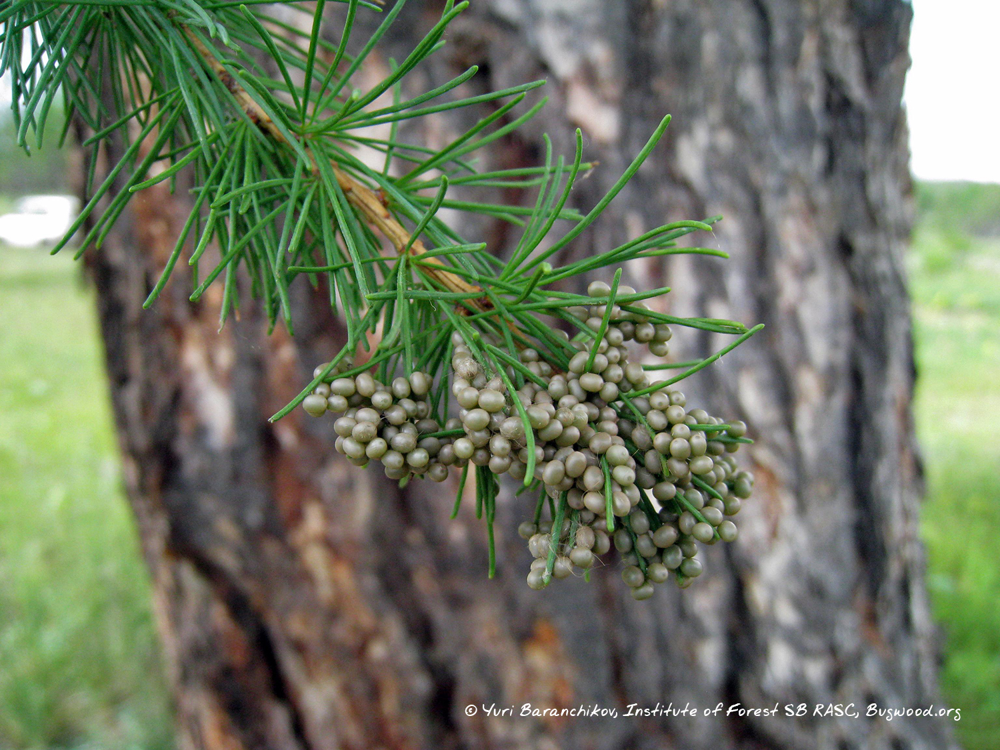 © Yuri Baranchikov, Institute of Forest SB RASC, Bugwood.org